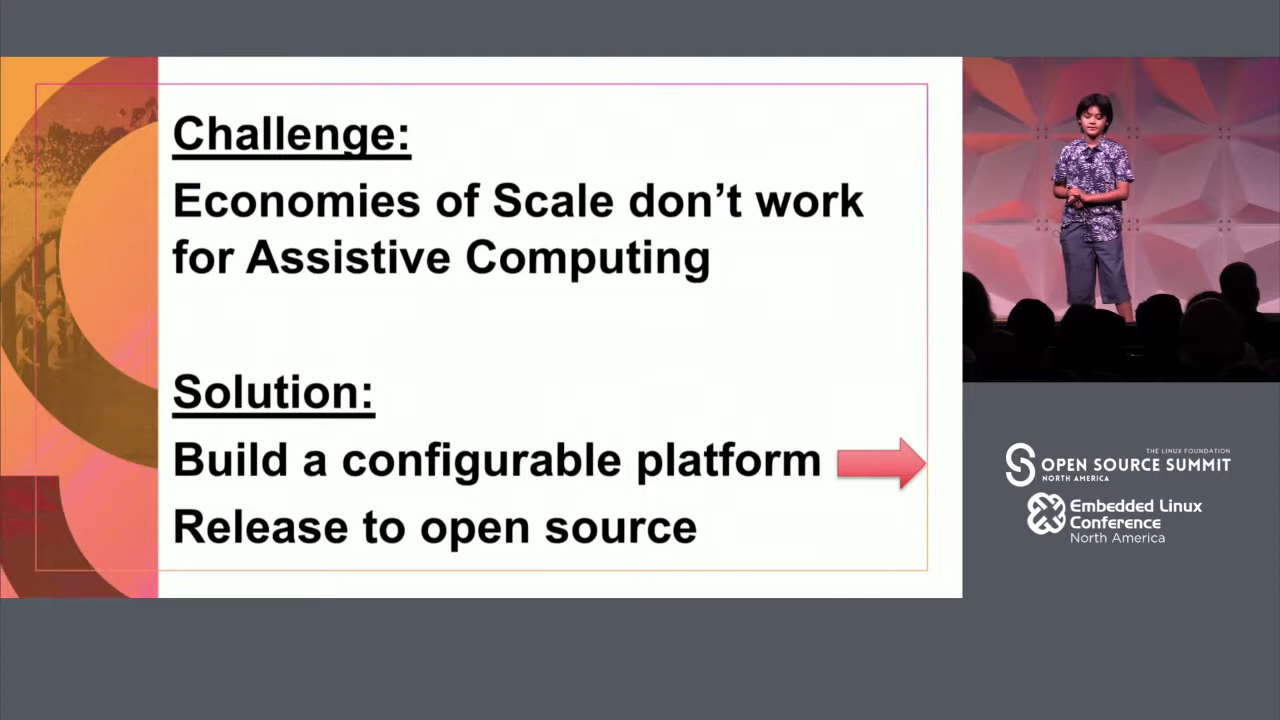 Challenge:
Economies of Scale don’t work
for Assistive Computing
Solution:
Build a configurable platform
Release to open source
THE LINUX FOUNDATION
OPEN SOURCE SUMMIT
NORTH AMERICA
Embedded Linux
Conference
North America